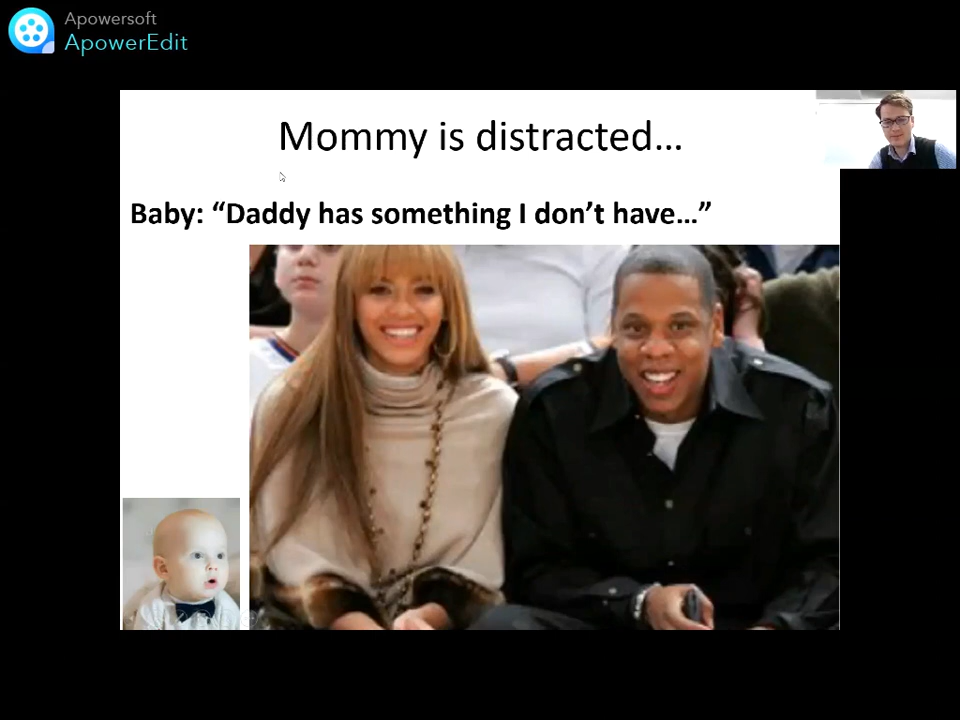 Apowersoft
ApowerEdit
Mommy is distracted…
Baby: “Daddy has something I don’t have…”